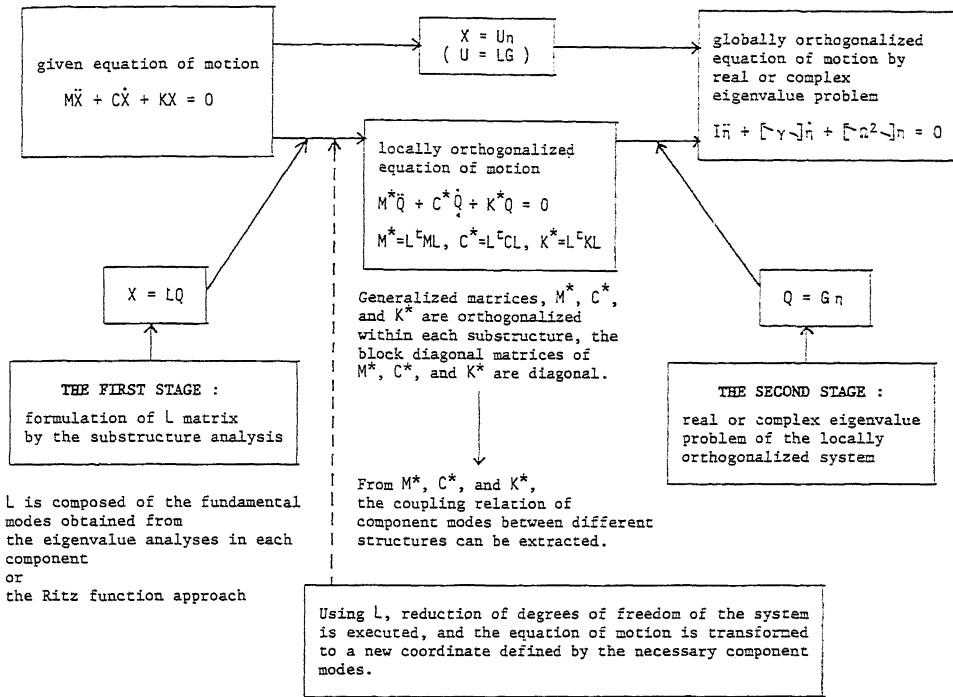 given equation of motion
MẌ + CẊ + KX = 0
X = Uη
( U = LG )
globally orthogonalized
equation of motion by
real or complex
eigenvalue problem
Iη̈ + [⸌γ⸜]η̇ + [⸌Ω²⸜]η = 0
locally orthogonalized
equation of motion
M*Q̈ + C*Q̇ + K*Q = 0
M*=LᵗML, C*=LᵗCL, K*=LᵗKL
X = LQ
Generalized matrices, M*, C*,
and K* are orthogonalized
within each substructure, the
block diagonal matrices of
M*, C*, and K* are diagonal.
Q = Gη
THE FIRST STAGE :
formulation of L matrix
by the substructure analysis
THE SECOND STAGE :
real or complex eigenvalue
problem of the locally
orthogonalized system
L is composed of the fundamental
modes obtained from
the eigenvalue analyses in each
component
or
the Ritz function approach
From M*, C*, and K*,
the coupling relation of
component modes between different
structures can be extracted.
Using L, reduction of degrees of freedom of the system
is executed, and the equation of motion is transformed
to a new coordinate defined by the necessary component
modes.